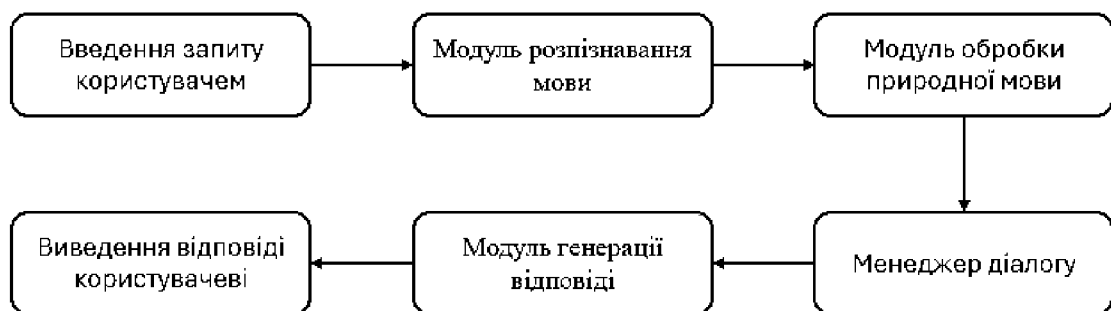 Введення запиту
користувачем
Модуль розпізнавання
мови
Модуль обробки
природної мови
Менеджер діалогу
Модуль генерації
відповіді
Виведення відповіді
користувачеві